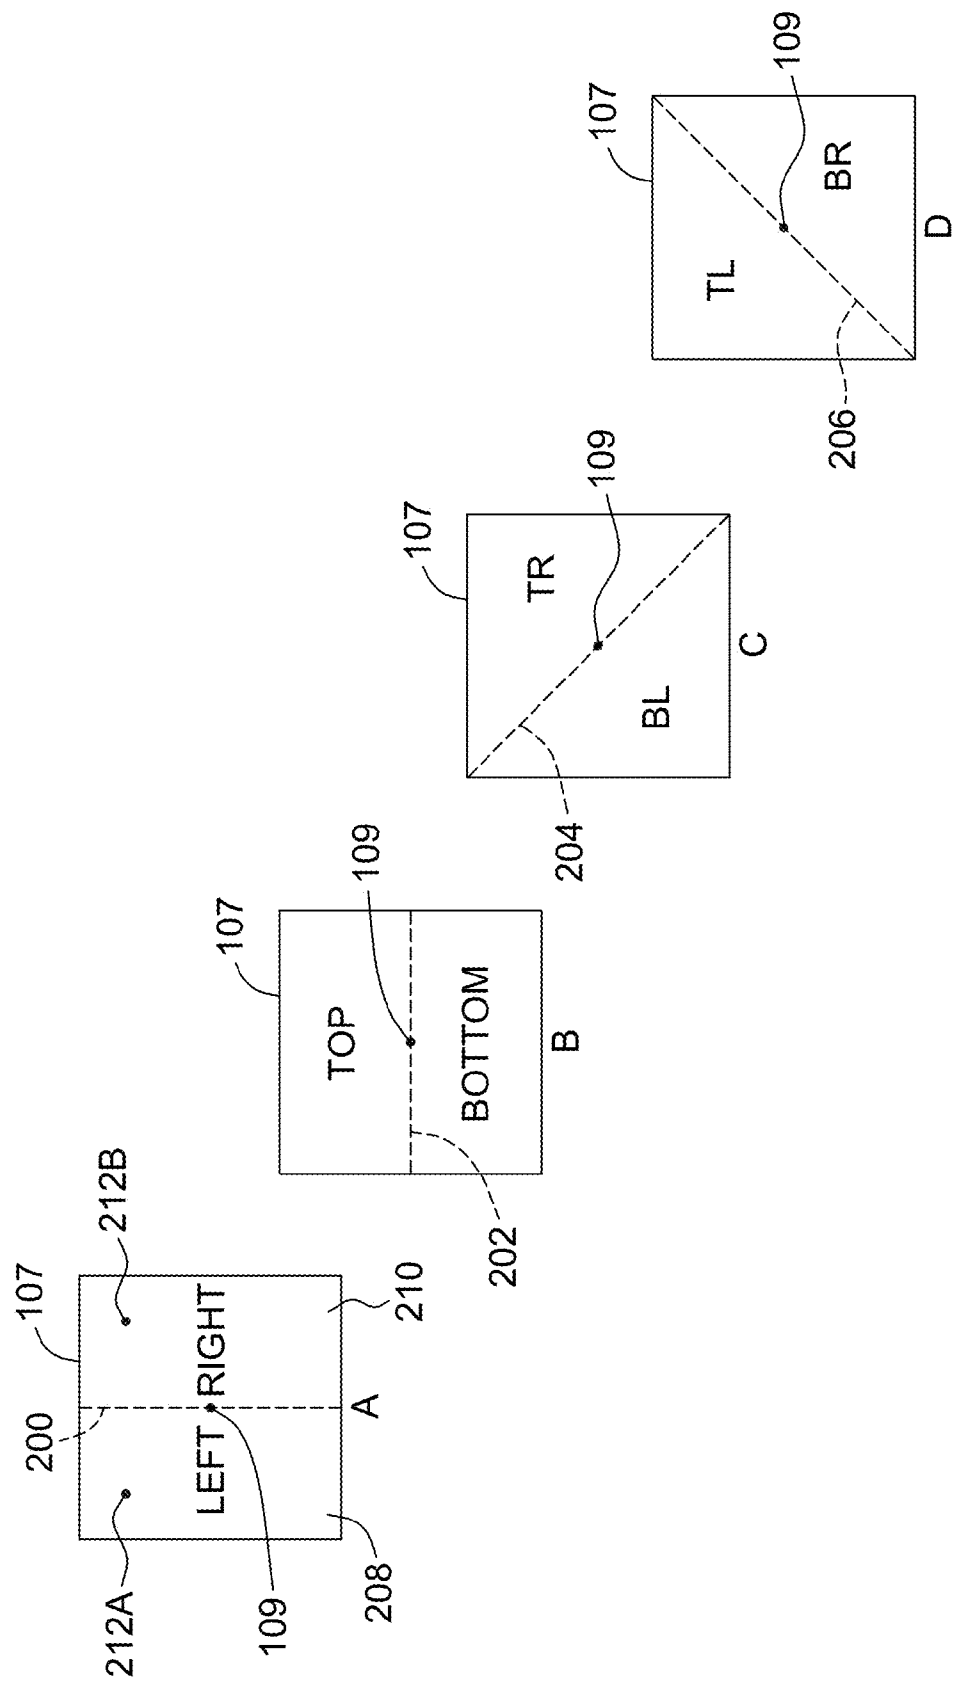 107
200
212A
212B
LEFT
RIGHT
109
208
210
A
107
109
TOP
BOTTOM
202
B
107
109
TR
BL
204
C
107
109
TL
BR
206
D